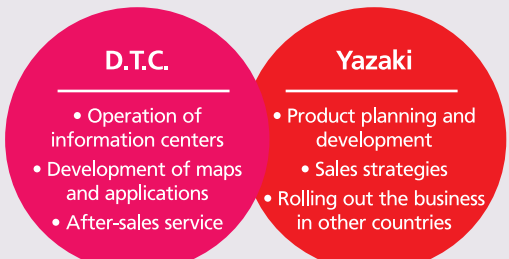 D.T.C.
• Operation of
information centers
• Development of maps
and applications
• After-sales service
Yazaki
• Product planning and
development
• Sales strategies
• Rolling out the business
in other countries